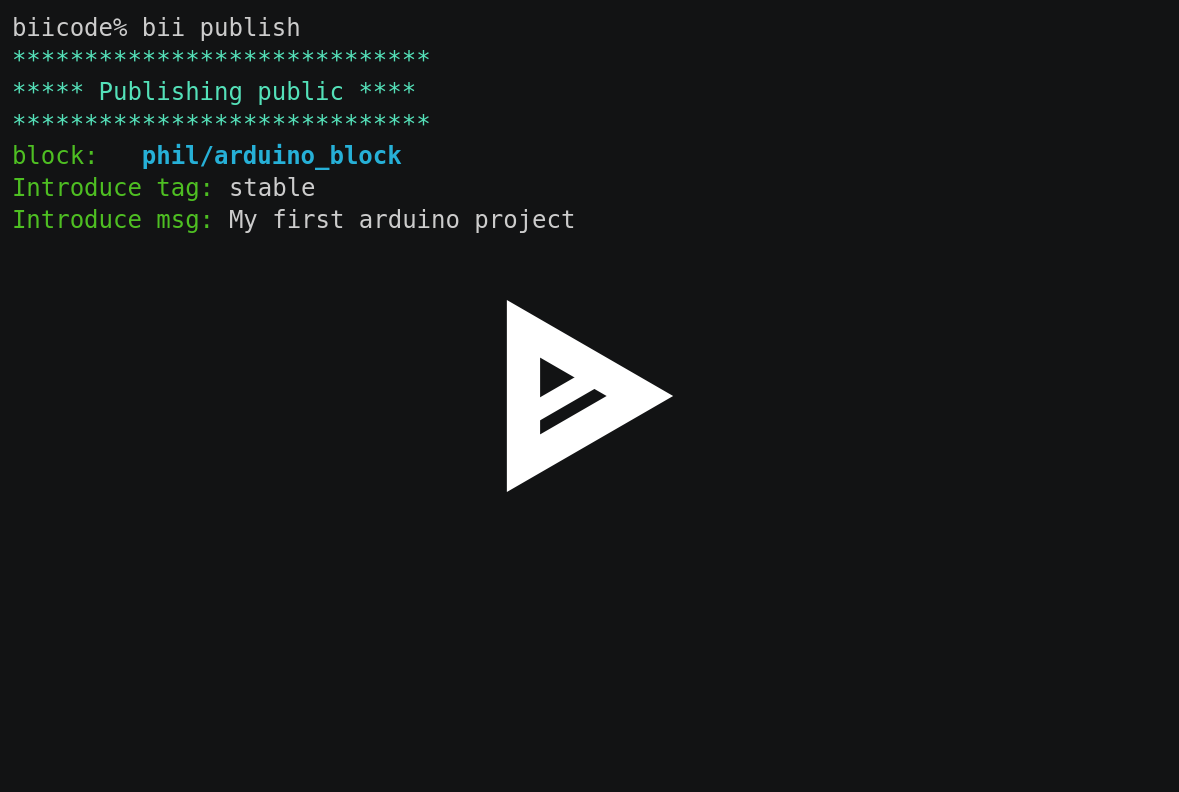 biicode% bii publish
*****************************
***** Publishing public ****
*****************************
block:   phil/arduino_block
Introduce tag: stable
Introduce msg: My first arduino project